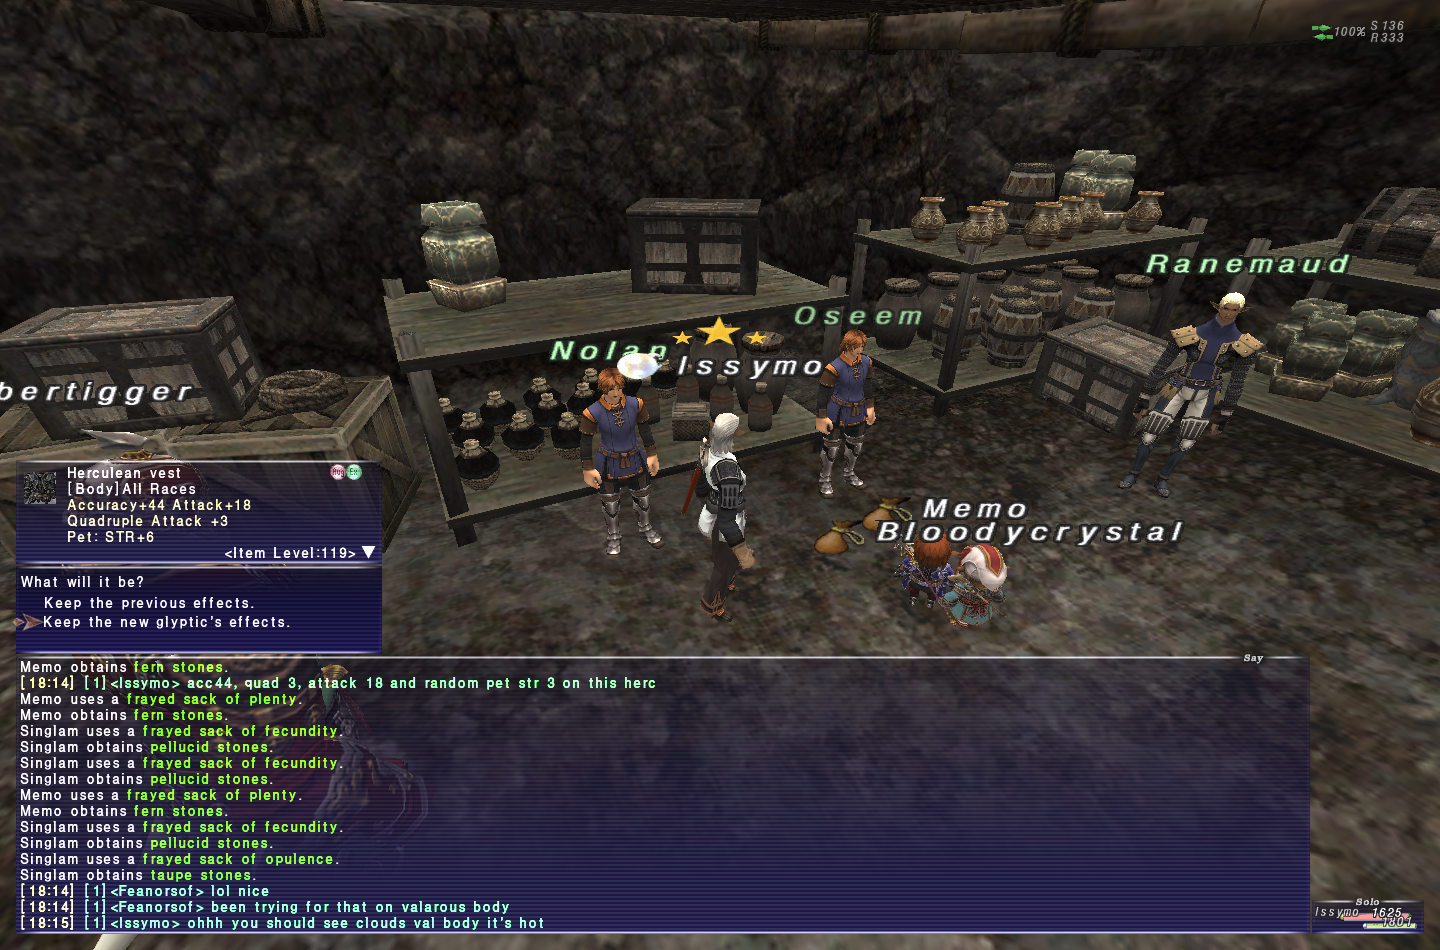 100% S 136
R 333
Ranemaud
Oseem
Nolan
Issymo
bertigger
Memo
Bloodycrystal
Herculean vest
Aug Ex
[Body]All Races
Accuracy+44 Attack+18
Quadruple Attack +3
Pet: STR+6
<Item Level:119>
What will it be?
Keep the previous effects.
Keep the new glyptic's effects.
Say
Memo obtains fern stones.
[18:14] [1]<Issymo> acc44, quad 3, attack 18 and random pet str 3 on this herc
Memo uses a frayed sack of plenty.
Memo obtains fern stones.
Singlam uses a frayed sack of fecundity.
Singlam obtains pellucid stones.
Singlam uses a frayed sack of fecundity.
Singlam obtains pellucid stones.
Memo uses a frayed sack of plenty.
Memo obtains fern stones.
Singlam uses a frayed sack of fecundity.
Singlam obtains pellucid stones.
Singlam uses a frayed sack of opulence.
Singlam obtains taupe stones.
[18:14] [1]<Feanorsof> lol nice
[18:14] [1]<Feanorsof> been trying for that on valarous body
[18:15] [1]<Issymo> ohhh you should see clouds val body it's hot
Solo
Issymo 1625
1301